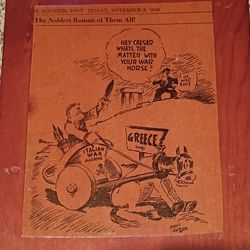 HOUSTON POST, FRIDAY, NOVEMBER 8, 1940
The Noblest Roman of Them All!
HEY CAESAR
WHATS THE
MATTER WITH
YOUR WAR
HORSE?
ITALIAN
WAR
MACHINE
GREECE